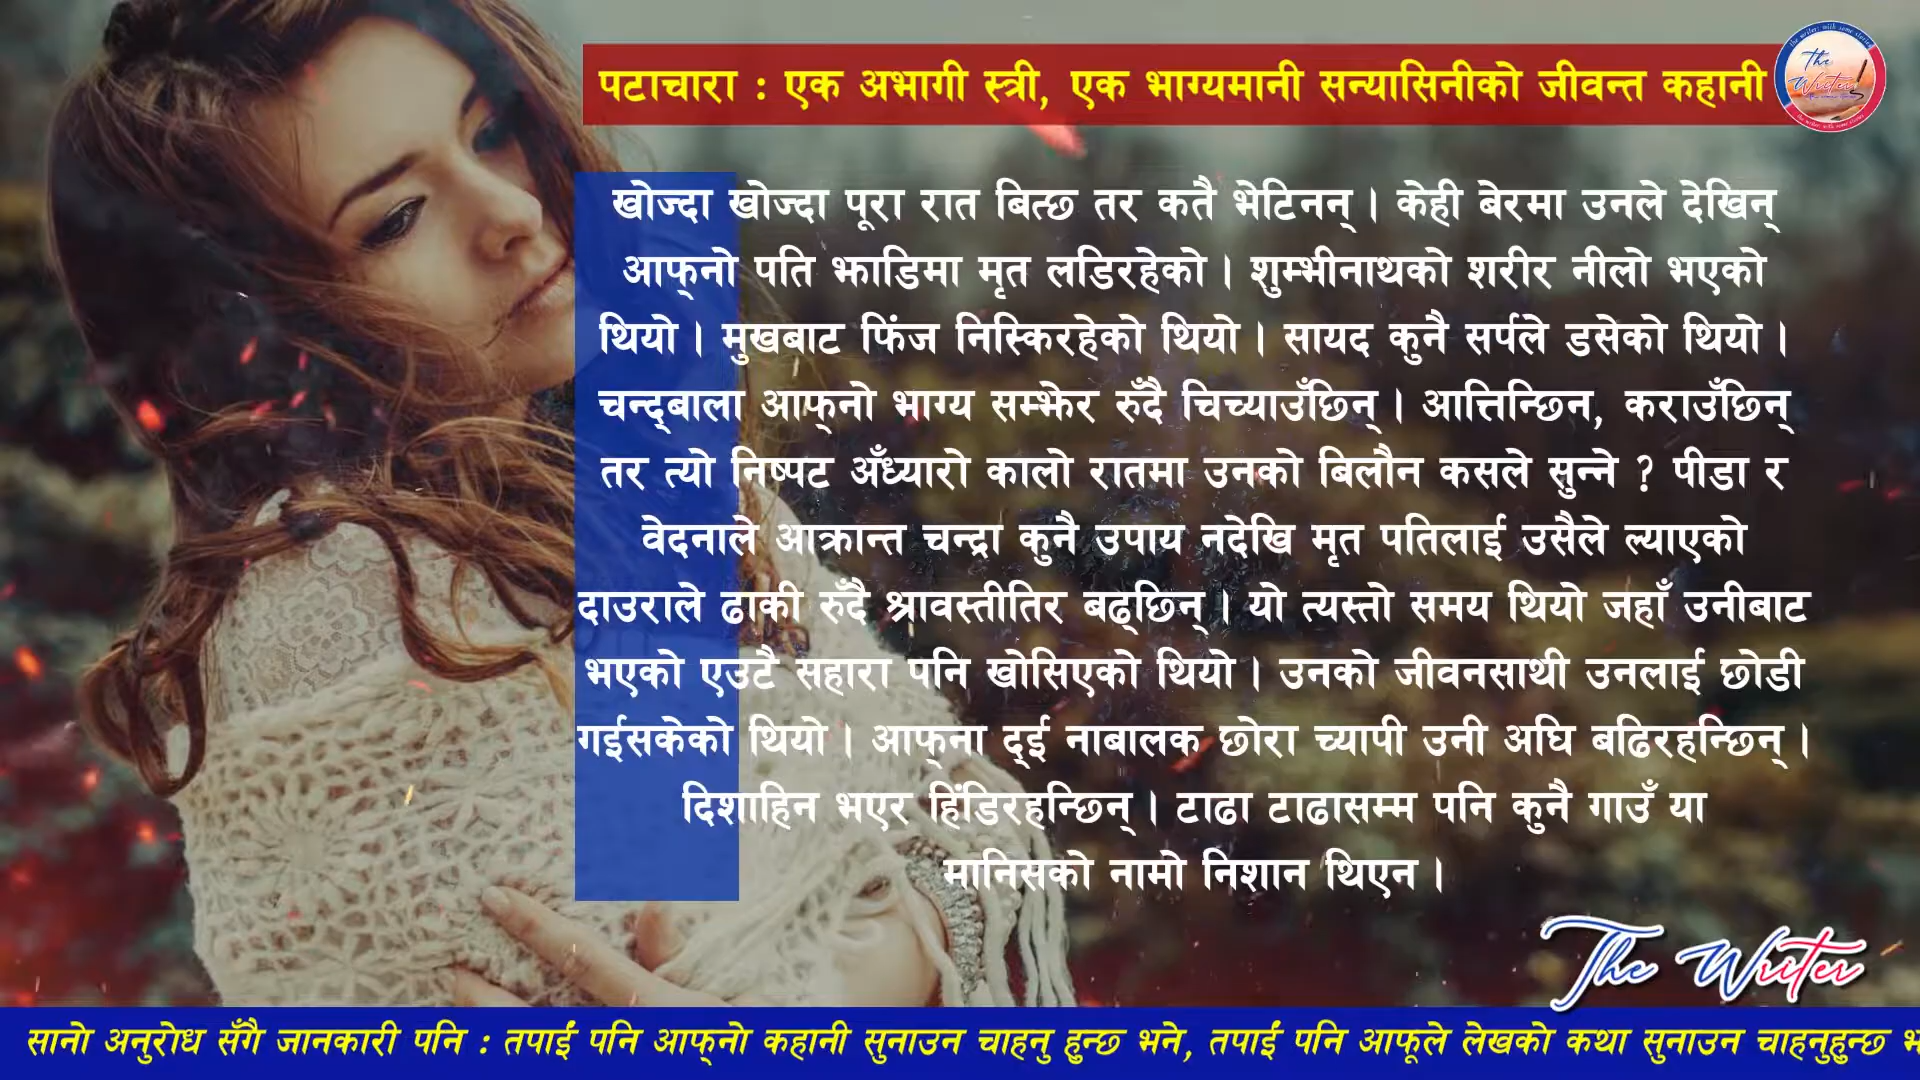 पटाचारा : एक अभागी स्त्री, एक भाग्यमानी सन्यासिनीको जीवन्त कहानी
The Writer
खोज्दा खोज्दा पूरा रात बित्छ तर कतै भेटिनन् । केही बेरमा उनले देखिन्
आफ्‌नो पति झाडिमा मृत लडिरहेको । शुम्भीनाथको शरीर नीलो भएको
थियो । मुखबाट फिंज निस्किरहेको थियो । सायद कुनै सर्पले डसेको थियो ।
चन्द्‌बाला आफ्‌नो भाग्य सम्झेर रुँदै चिच्याउँछिन् । आत्तिन्छिन, कराउँछिन्
तर त्यो निष्पट अँध्यारो कालो रातमा उनको बिलौन कसले सुन्ने ? पीडा र
वेदनाले आक्रान्त चन्द्रा कुनै उपाय नदेखि मृत पतिलाई उसैले ल्याएको
दाउराले ढाकी रुँदै श्रावस्तीतिर बढ्छिन् । यो त्यस्तो समय थियो जहाँ उनीबाट
भएको एउटै सहारा पनि खोसिएको थियो । उनको जीवनसाथी उनलाई छोडी
गईसकेको थियो । आफ्‌ना द्‌ई नाबालक छोरा च्यापी उनी अघि बढिरहन्छिन् ।
दिशाहिन भएर हिंडिरहन्छिन् । टाढा टाढासम्म पनि कुनै गाउँ या
मानिसको नामो निशान थिएन ।
The Writer
सानो अनुरोध सँगै जानकारी पनि : तपाईं पनि आफ्‌नो कहानी सुनाउन चाहनु हुन्छ भने, तपाईं पनि आफूले लेखको कथा सुनाउन चाहनुहुन्छ भ